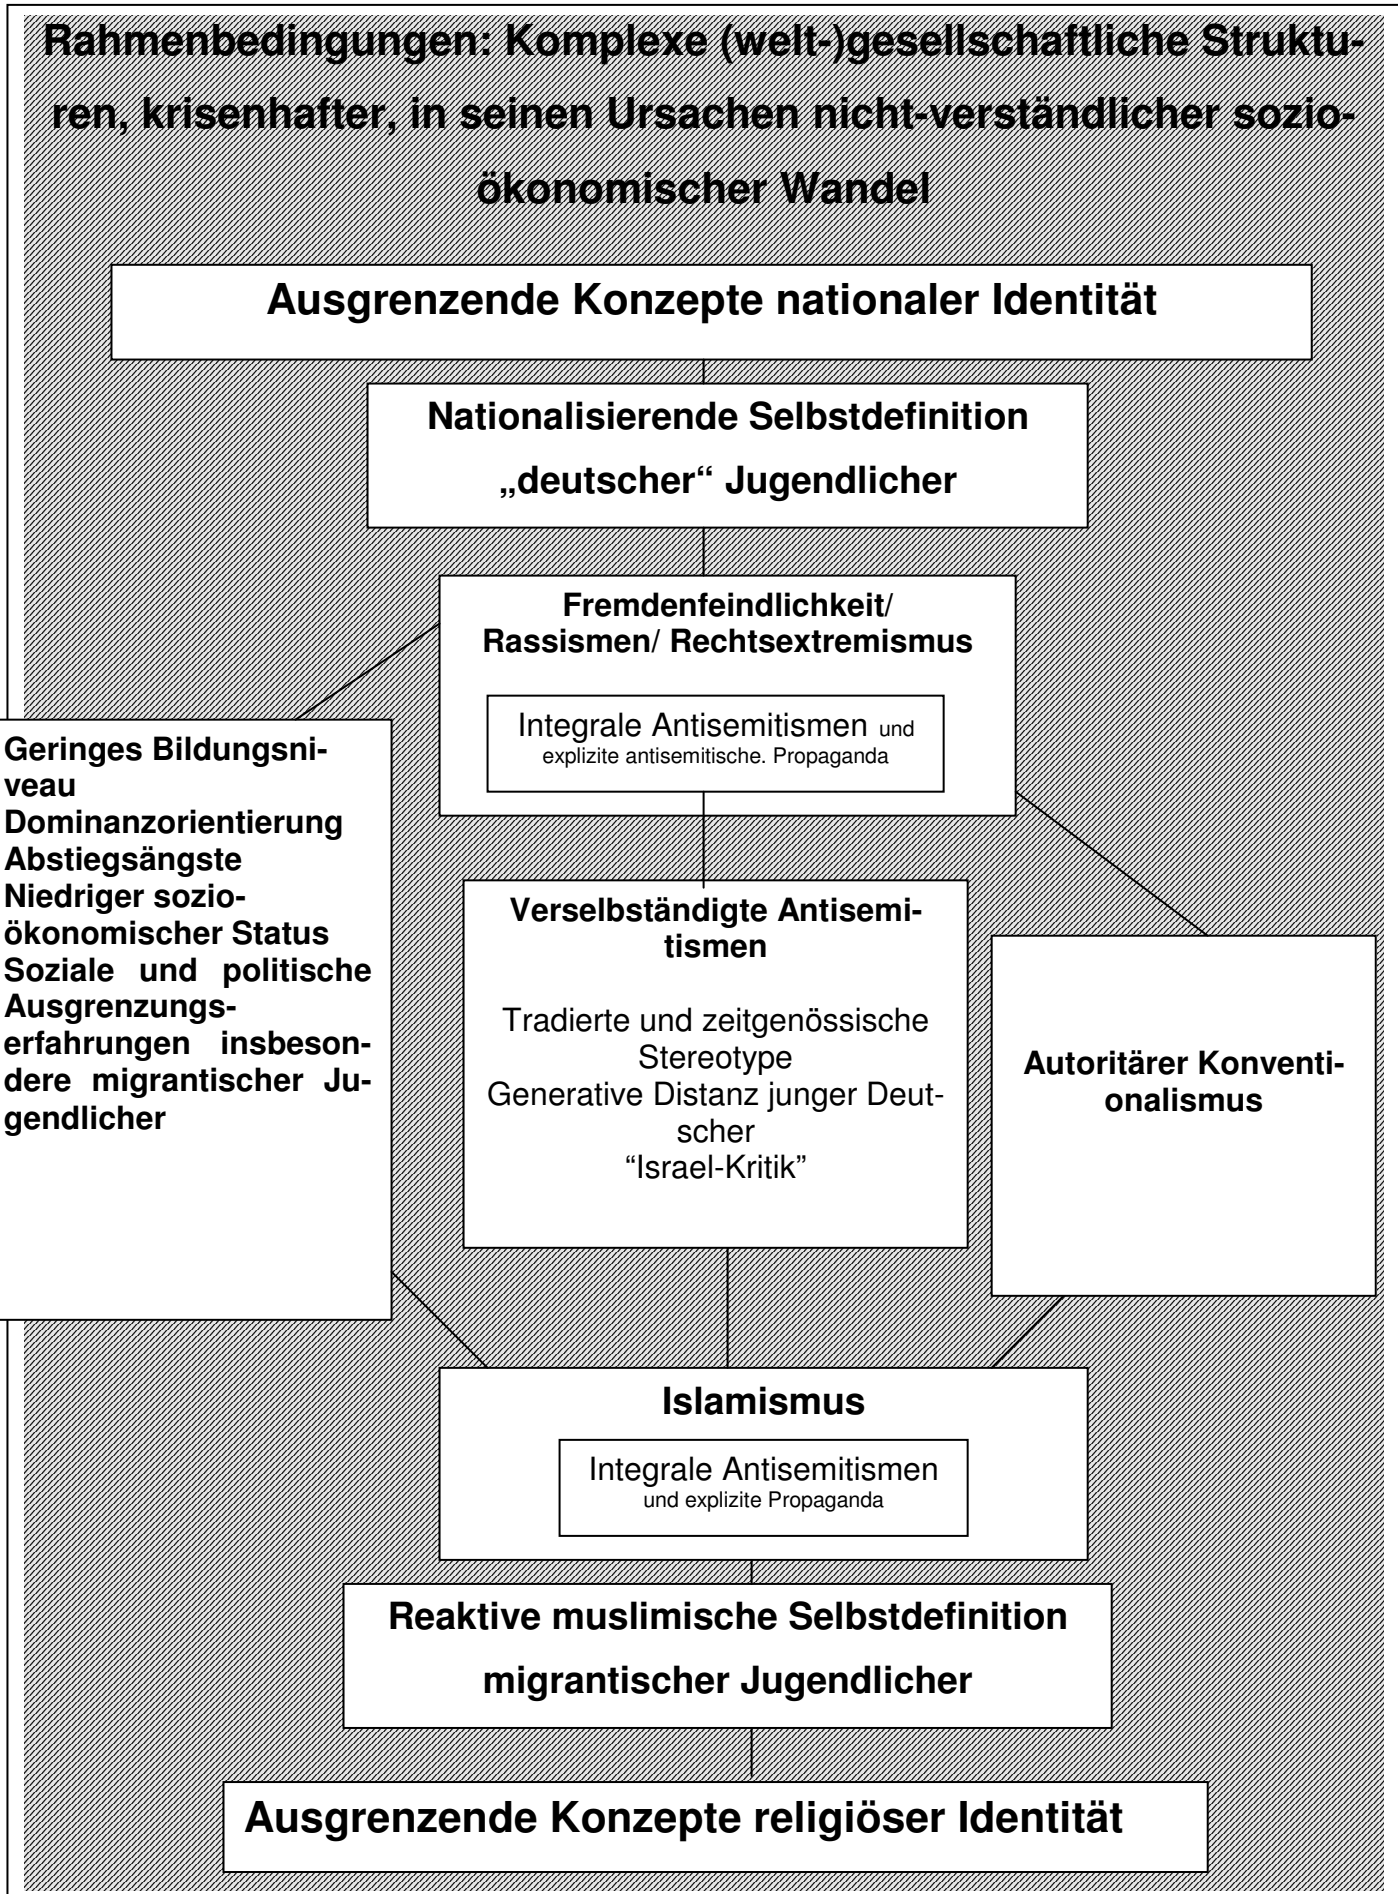 Rahmenbedingungen: Komplexe (welt-)gesellschaftliche Struktu-
ren, krisenhafter, in seinen Ursachen nicht-verständlicher sozio-
ökonomischer Wandel
Ausgrenzende Konzepte nationaler Identität
Nationalisierende Selbstdefinition
„deutscher“ Jugendlicher
Fremdenfeindlichkeit/
Rassismen/ Rechtsextremismus
Integrale Antisemitismen und
explizite antisemitische. Propaganda
Geringes Bildungsni-
veau
Dominanzorientierung
Abstiegsängste
Niedriger sozio-
ökonomischer Status
Soziale und politische
Ausgrenzungs-
erfahrungen insbeson-
dere migrantischer Ju-
gendlicher
Verselbständigte Antisemi-
tismen
Tradierte und zeitgenössische
Stereotype
Generative Distanz junger Deut-
scher
“Israel-Kritik”
Autoritärer Konventi-
onalismus
Islamismus
Integrale Antisemitismen
und explizite Propaganda
Reaktive muslimische Selbstdefinition
migrantischer Jugendlicher
Ausgrenzende Konzepte religiöser Identität